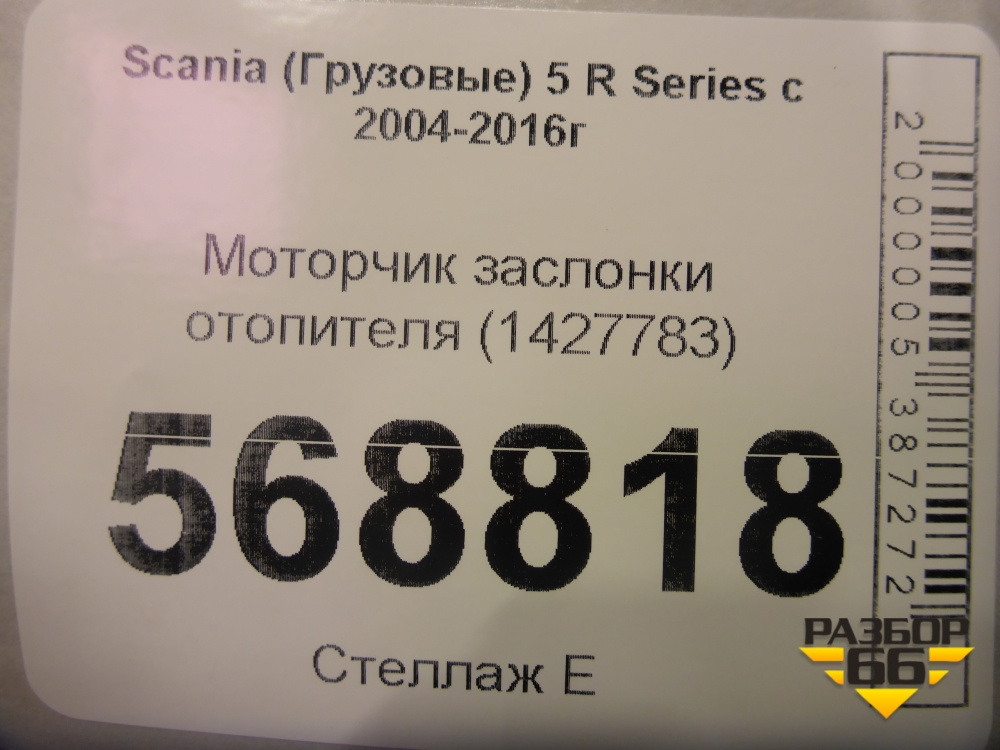 Scania (Грузовые) 5 R Series с
2004-2016г
Моторчик заслонки
отопителя (1427783)
568818
Стеллаж Е
2000005387272
РАЗБОР
66